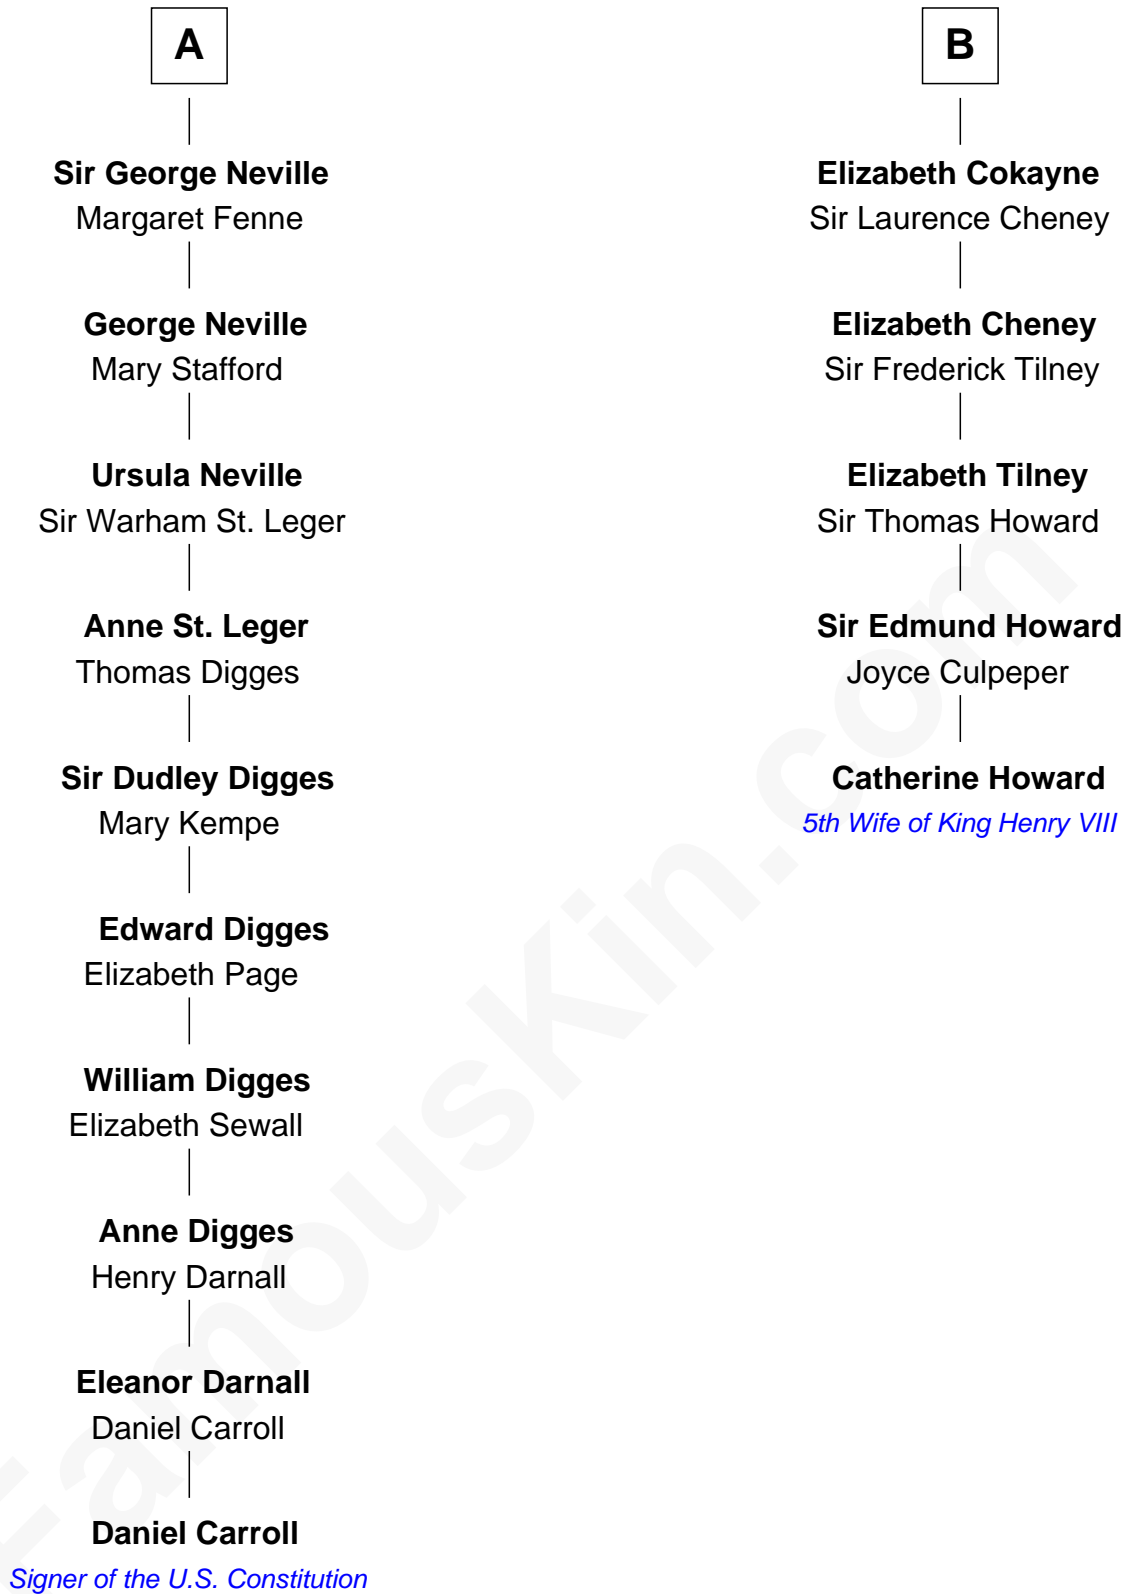 A
Sir George Neville
Margaret Fenne
George Neville
Mary Stafford
Ursula Neville
Sir Warham St. Leger
Anne St. Leger
Thomas Digges
Sir Dudley Digges
Mary Kempe
Edward Digges
Elizabeth Page
William Digges
Elizabeth Sewall
Anne Digges
Henry Darnall
Eleanor Darnall
Daniel Carroll
Daniel Carroll
Signer of the U.S. Constitution
B
Elizabeth Cokayne
Sir Laurence Cheney
Elizabeth Cheney
Sir Frederick Tilney
Elizabeth Tilney
Sir Thomas Howard
Sir Edmund Howard
Joyce Culpeper
Catherine Howard
5th Wife of King Henry VIII
FamousKin.com